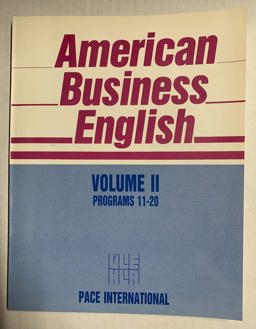 American
Business
English
VOLUME II
PROGRAMS 11-20
PACE INTERNATIONAL